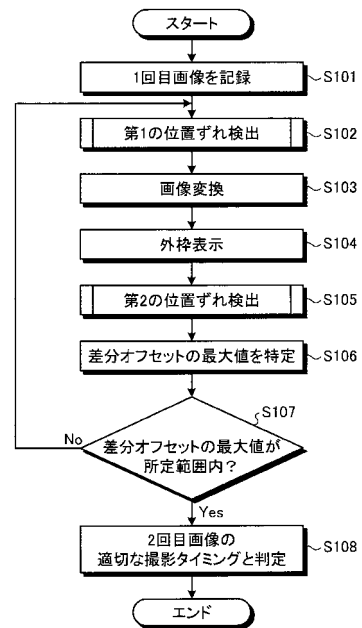 スタート
1回目画像を記録
S101
第1の位置ずれ検出
S102
画像変換
S103
外枠表示
S104
第2の位置ずれ検出
S105
差分オフセットの最大値を特定
S106
S107
差分オフセットの最大値が
所定範囲内?
No
Yes
2回目画像の
適切な撮影タイミングと判定
S108
エンド